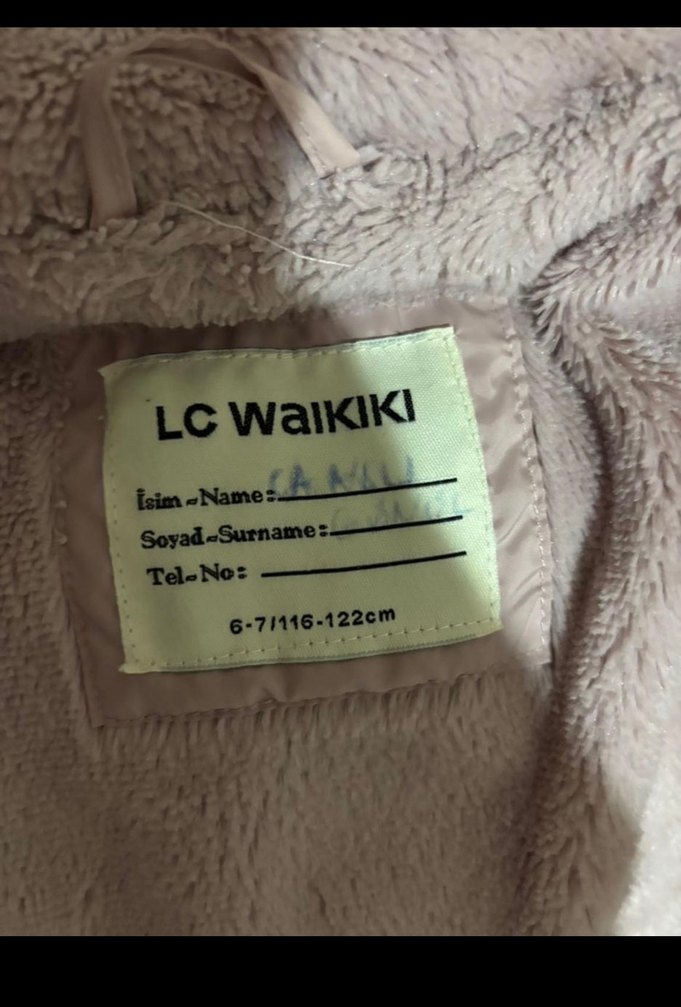 LC WaiKiKi
İsim-Name:
Soyad-Surname:
Tel-No:
6-7/116-122cm